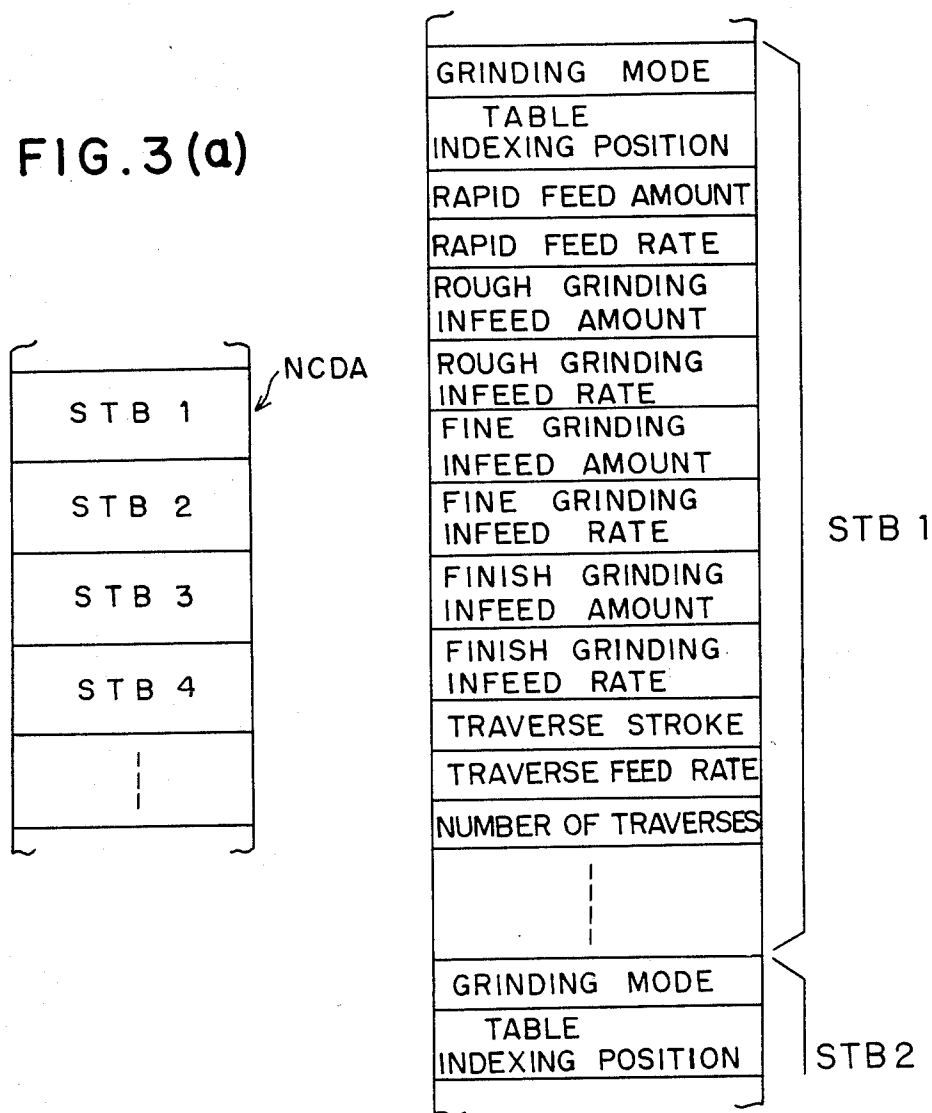 FIG. 3 (a)
NCDA
STB 1
STB 2
STB 3
STB 4
GRINDING MODE
TABLE
INDEXING POSITION
RAPID FEED AMOUNT
RAPID FEED RATE
ROUGH GRINDING
INFEED AMOUNT
ROUGH GRINDING
INFEED RATE
FINE GRINDING
INFEED AMOUNT
FINE GRINDING
INFEED RATE
FINISH GRINDING
INFEED AMOUNT
FINISH GRINDING
INFEED RATE
TRAVERSE STROKE
TRAVERSE FEED RATE
NUMBER OF TRAVERSES
STB 1
GRINDING MODE
TABLE
INDEXING POSITION
STB2